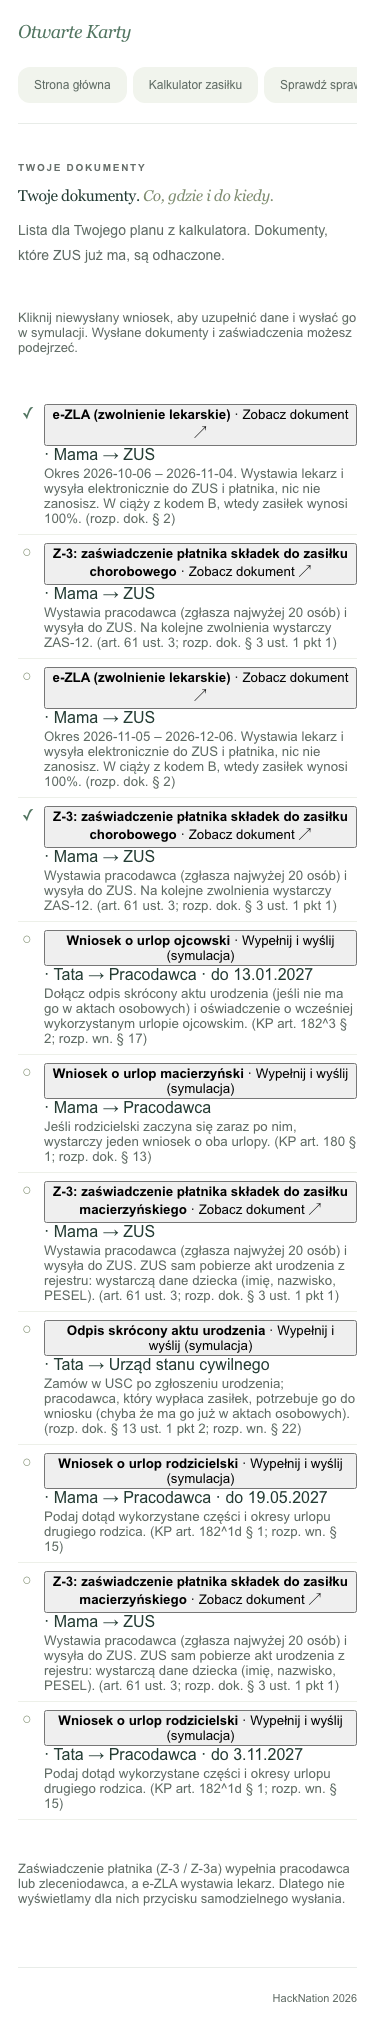 Otwarte Karty
Strona główna
Kalkulator zasiłku
Sprawdź spraw
TWOJE DOKUMENTY
Twoje dokumenty. Co, gdzie i do kiedy.
Lista dla Twojego planu z kalkulatora. Dokumenty,
które ZUS już ma, są odhaczone.
Kliknij niewysłany wniosek, aby uzupełnić dane i wysłać go
w symulacji. Wysłane dokumenty i zaświadczenia możesz
podejrzeć.
✓ e-ZLA (zwolnienie lekarskie) · Zobacz dokument
↗
· Mama → ZUS
Okres 2026-10-06 – 2026-11-04. Wystawia lekarz i
wysyła elektronicznie do ZUS i płatnika, nic nie
zanosisz. W ciąży z kodem B, wtedy zasiłek wynosi
100%. (rozp. dok. § 2)
○ Z-3: zaświadczenie płatnika składek do zasiłku
chorobowego · Zobacz dokument ↗
· Mama → ZUS
Wystawia pracodawca (zgłasza najwyżej 20 osób) i
wysyła do ZUS. Na kolejne zwolnienia wystarczy
ZAS-12. (art. 61 ust. 3; rozp. dok. § 3 ust. 1 pkt 1)
○ e-ZLA (zwolnienie lekarskie) · Zobacz dokument
↗
· Mama → ZUS
Okres 2026-11-05 – 2026-12-06. Wystawia lekarz i
wysyła elektronicznie do ZUS i płatnika, nic nie
zanosisz. W ciąży z kodem B, wtedy zasiłek wynosi
100%. (rozp. dok. § 2)
✓ Z-3: zaświadczenie płatnika składek do zasiłku
chorobowego · Zobacz dokument ↗
· Mama → ZUS
Wystawia pracodawca (zgłasza najwyżej 20 osób) i
wysyła do ZUS. Na kolejne zwolnienia wystarczy
ZAS-12. (art. 61 ust. 3; rozp. dok. § 3 ust. 1 pkt 1)
○ Wniosek o urlop ojcowski · Wypełnij i wyślij
(symulacja)
· Tata → Pracodawca · do 13.01.2027
Dołącz odpis skrócony aktu urodzenia (jeśli nie ma
go w aktach osobowych) i oświadczenie o wcześniej
wykorzystanym urlopie ojcowskim. (KP art. 182^3 §
2; rozp. wn. § 17)
○ Wniosek o urlop macierzyński · Wypełnij i wyślij
(symulacja)
· Mama → Pracodawca
Jeśli rodzicielski zaczyna się zaraz po nim,
wystarczy jeden wniosek o oba urlopy. (KP art. 180 §
1; rozp. dok. § 13)
○ Z-3: zaświadczenie płatnika składek do zasiłku
macierzyńskiego · Zobacz dokument ↗
· Mama → ZUS
Wystawia pracodawca (zgłasza najwyżej 20 osób) i
wysyła do ZUS. ZUS sam pobierze akt urodzenia z
rejestru: wystarczą dane dziecka (imię, nazwisko,
PESEL). (art. 61 ust. 3; rozp. dok. § 3 ust. 1 pkt 1)
○ Odpis skrócony aktu urodzenia · Wypełnij i
wyślij (symulacja)
· Tata → Urząd stanu cywilnego
Zamów w USC po zgłoszeniu urodzenia;
pracodawca, który wypłaca zasiłek, potrzebuje go do
wniosku (chyba że ma go już w aktach osobowych).
(rozp. dok. § 13 ust. 1 pkt 2; rozp. wn. § 22)
○ Wniosek o urlop rodzicielski · Wypełnij i wyślij
(symulacja)
· Mama → Pracodawca · do 19.05.2027
Podaj dotąd wykorzystane części i okresy urlopu
drugiego rodzica. (KP art. 182^1d § 1; rozp. wn. §
15)
○ Z-3: zaświadczenie płatnika składek do zasiłku
macierzyńskiego · Zobacz dokument ↗
· Mama → ZUS
Wystawia pracodawca (zgłasza najwyżej 20 osób) i
wysyła do ZUS. ZUS sam pobierze akt urodzenia z
rejestru: wystarczą dane dziecka (imię, nazwisko,
PESEL). (art. 61 ust. 3; rozp. dok. § 3 ust. 1 pkt 1)
○ Wniosek o urlop rodzicielski · Wypełnij i wyślij
(symulacja)
· Tata → Pracodawca · do 3.11.2027
Podaj dotąd wykorzystane części i okresy urlopu
drugiego rodzica. (KP art. 182^1d § 1; rozp. wn. §
15)
Zaświadczenie płatnika (Z-3 / Z-3a) wypełnia pracodawca
lub zleceniodawca, a e-ZLA wystawia lekarz. Dlatego nie
wyświetlamy dla nich przycisku samodzielnego wysłania.
HackNation 2026